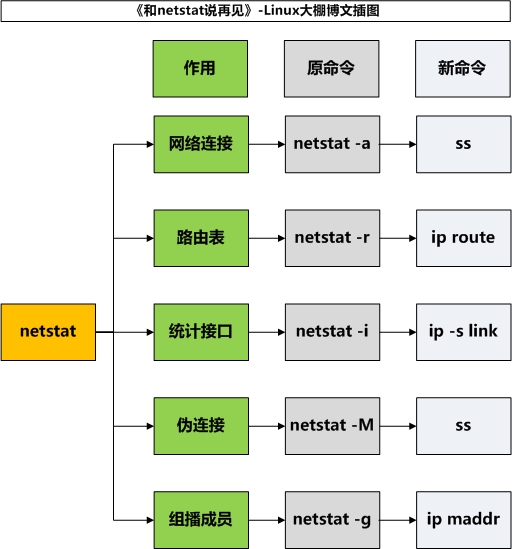 《和netstat说再见》-Linux大棚博文插图
作用 原命令 新命令
网络连接 netstat -a ss
路由表 netstat -r ip route
netstat 统计接口 netstat -i ip -s link
伪连接 netstat -M ss
组播成员 netstat -g ip maddr